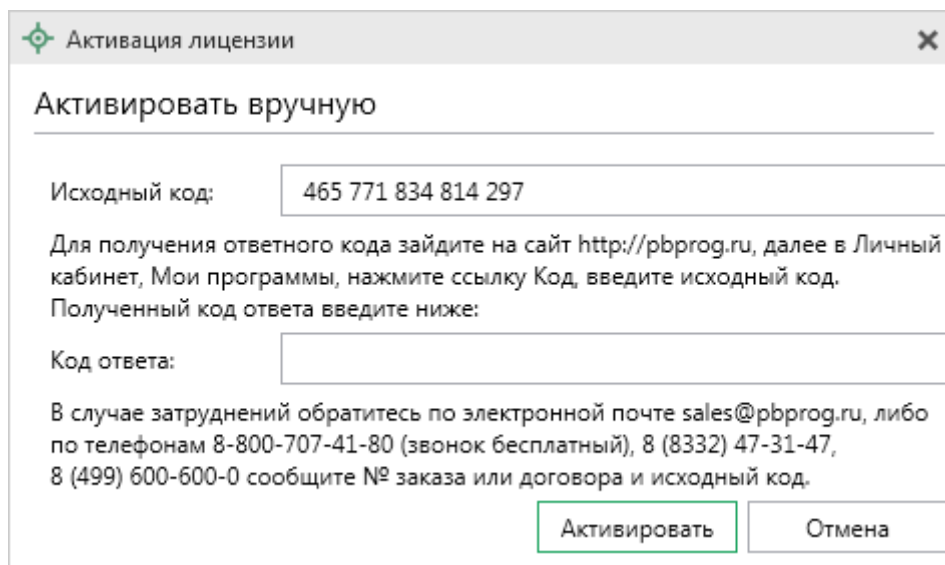 Активация лицензии
Активировать вручную
Исходный код: 465 771 834 814 297
Для получения ответного кода зайдите на сайт http://pbprog.ru, далее в Личный
кабинет, Мои программы, нажмите ссылку Код, введите исходный код.
Полученный код ответа введите ниже:
Код ответа:
В случае затруднений обратитесь по электронной почте sales@pbprog.ru, либо
по телефонам 8-800-707-41-80 (звонок бесплатный), 8 (8332) 47-31-47,
8 (499) 600-600-0 сообщите № заказа или договора и исходный код.
Активировать Отмена